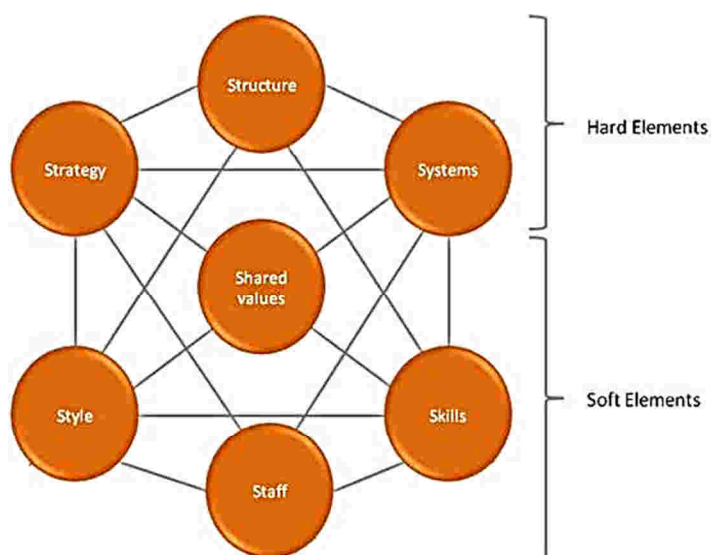 Structure
Hard Elements
Strategy
Systems
Shared
values
Soft Elements
Style
Skills
Staff